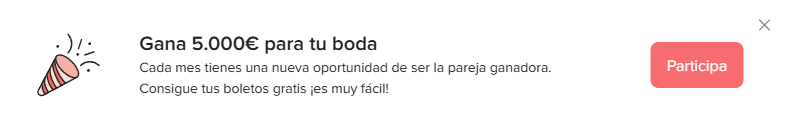 Gana 5.000€ para tu boda
Cada mes tienes una nueva oportunidad de ser la pareja ganadora.
Consigue tus boletos gratis ¡es muy fácil!
Participa